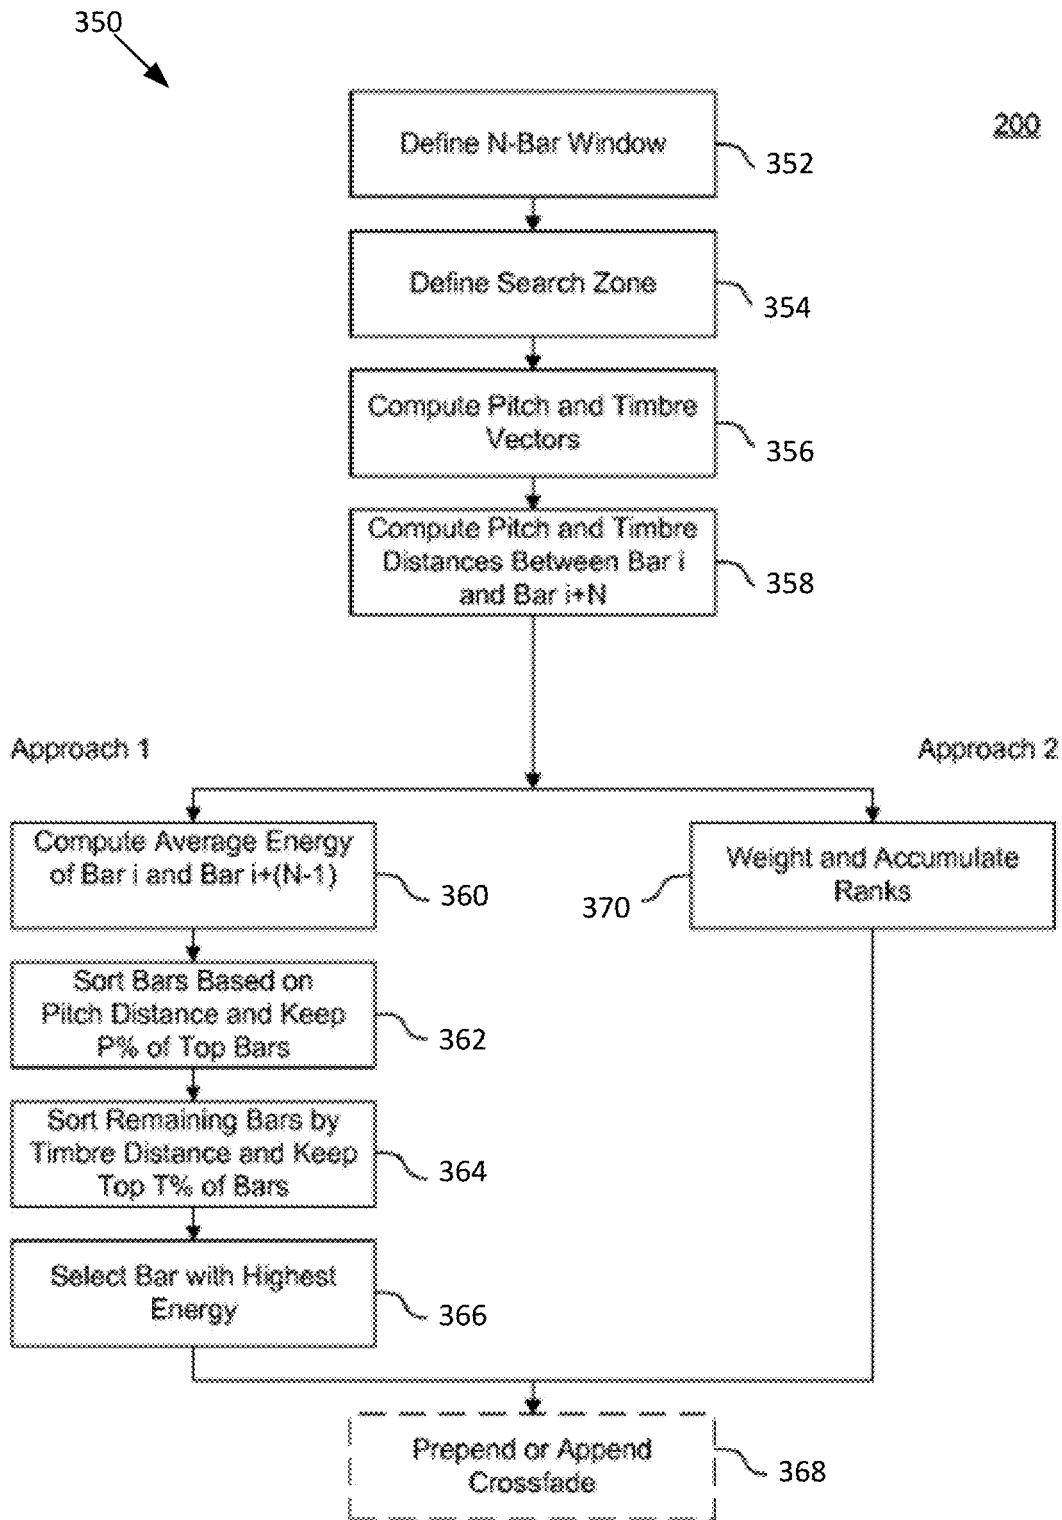 350
200
Define N-Bar Window
352
Define Search Zone
354
Compute Pitch and Timbre
Vectors
356
Compute Pitch and Timbre
Distances Between Bar i
and Bar i+N
358
Approach 1
Approach 2
Compute Average Energy
of Bar i and Bar i+(N-1)
360
370
Weight and Accumulate
Ranks
Sort Bars Based on
Pitch Distance and Keep
P% of Top Bars
362
Sort Remaining Bars by
Timbre Distance and Keep
Top T% of Bars
364
Select Bar with Highest
Energy
366
Prepend or Append
Crossfade
368